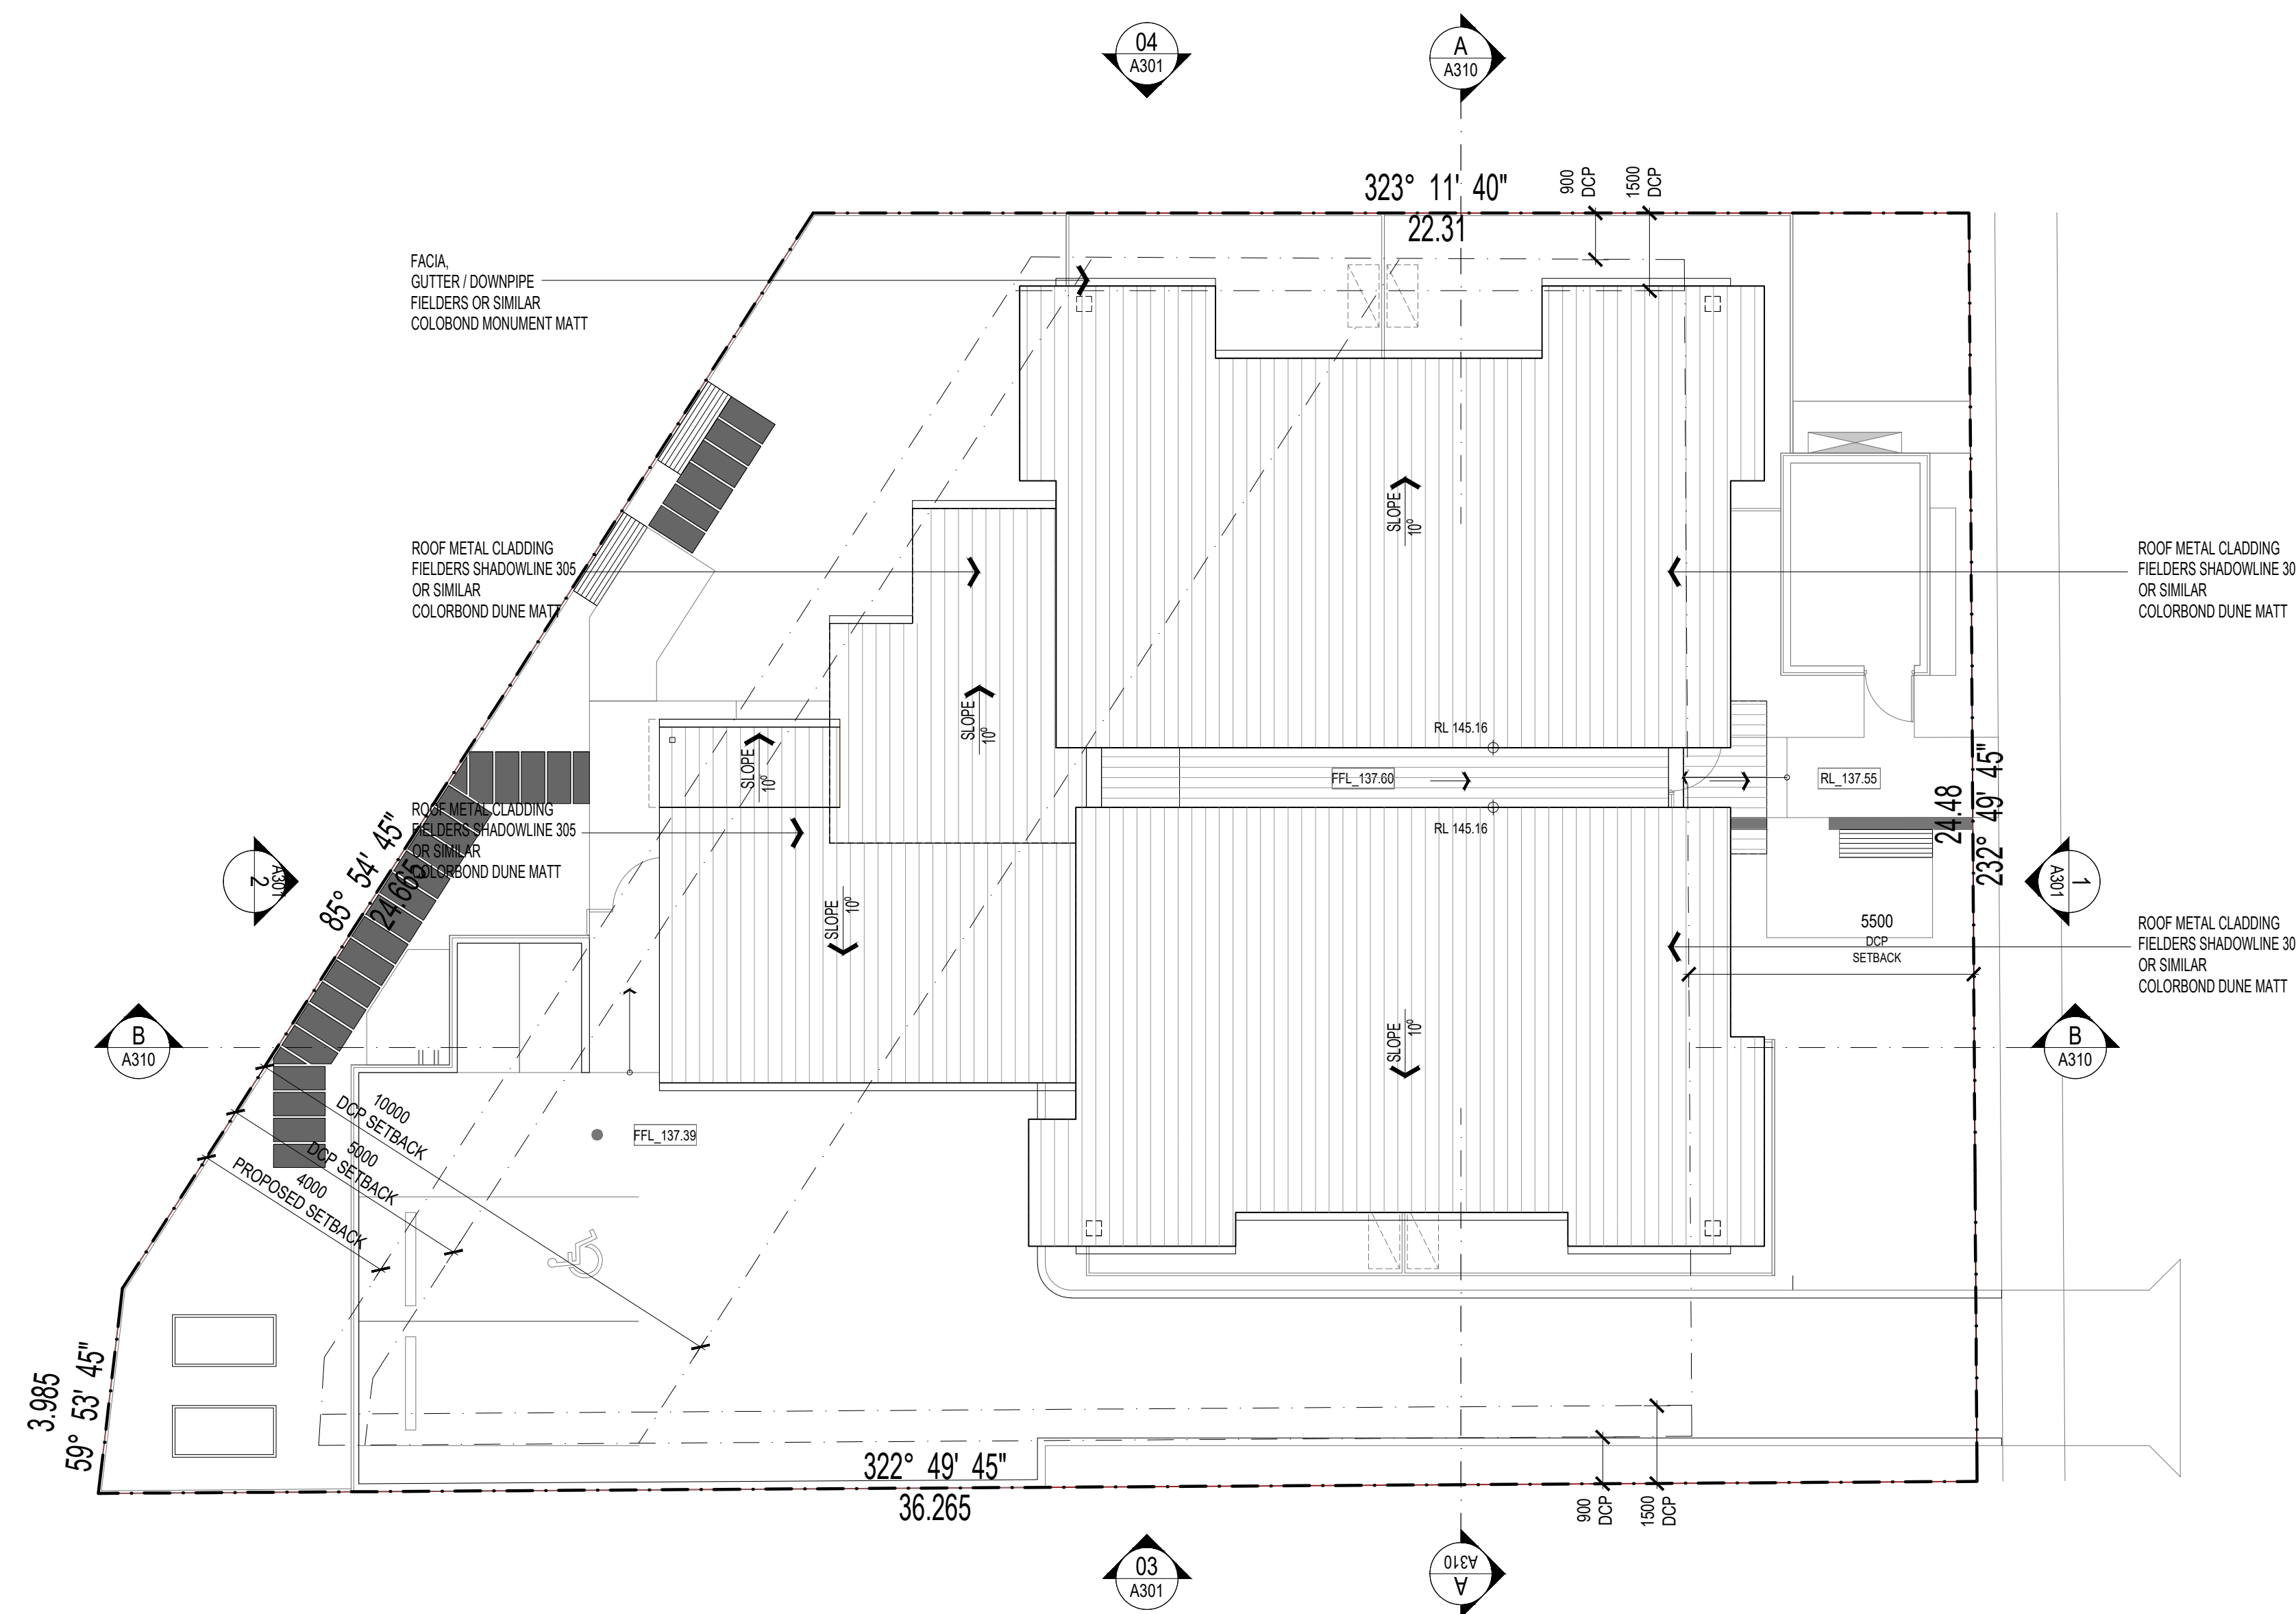 04
A301
A
A310
323° 11' 40"
22.31
900
DCP
1500
DCP
FACIA,
GUTTER / DOWNPIPE
FIELDERS OR SIMILAR
COLOBOND MONUMENT MATT
SLOPE
10⁰
ROOF METAL CLADDING
FIELDERS SHADOWLINE 305
OR SIMILAR
COLORBOND DUNE MATT
ROOF METAL CLADDING
FIELDERS SHADOWLINE 30
OR SIMILAR
COLORBOND DUNE MATT
SLOPE
10⁰
SLOPE
10⁰
RL 145.16
FFL_137.60
RL_137.55
RL 145.16
ROOF METAL CLADDING
FIELDERS SHADOWLINE 305
OR SIMILAR
COLORBOND DUNE MATT
85° 54' 45"
24.665
24.48
232° 49' 45"
2
A301
1
A301
SLOPE
10⁰
5500
DCP
SETBACK
ROOF METAL CLADDING
FIELDERS SHADOWLINE 30
OR SIMILAR
COLORBOND DUNE MATT
B
A310
SLOPE
10⁰
B
A310
10000
DCP SETBACK
5000
DCP SETBACK
4000
PROPOSED SETBACK
FFL_137.39
3.985
59° 53' 45"
322° 49' 45"
36.265
900
DCP
1500
DCP
03
A301
A310
A